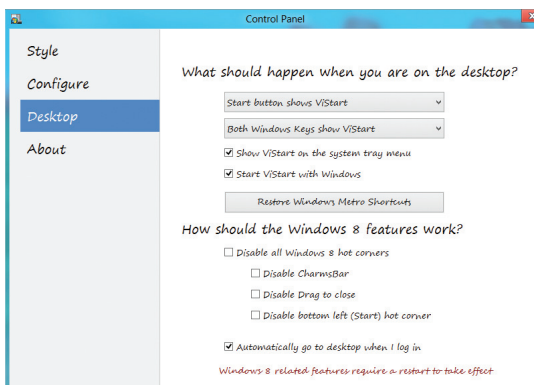 Control Panel
Style
Configure
Desktop
About
What should happen when you are on the desktop?
Start button shows ViStart
Both Windows Keys show ViStart
Show ViStart on the system tray menu
Start ViStart with Windows
Restore Windows Metro Shortcuts
How should the Windows 8 features work?
Disable all Windows 8 hot corners
Disable CharmsBar
Disable Drag to close
Disable bottom left (Start) hot corner
Automatically go to desktop when I log in
Windows 8 related features require a restart to take effect